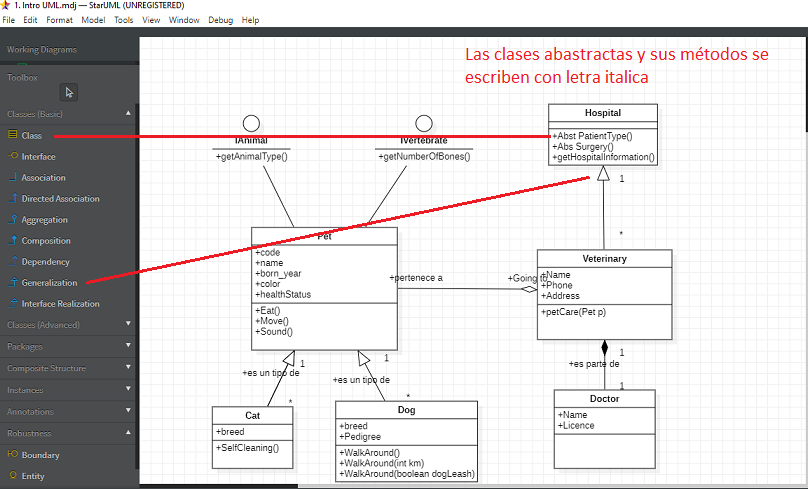 1. Intro UML.mdj — StarUML (UNREGISTERED)
File Edit Format Model Tools View Window Debug Help
Working Diagrams
Toolbox
Classes (Basic)
Class
Interface
Association
Directed Association
Aggregation
Composition
Dependency
Generalization
Interface Realization
Classes (Advanced)
Packages
Composite Structure
Instances
Annotations
Robustness
Boundary
Entity
Las clases abastractas y sus métodos se
escriben con letra italica
IAnimal
+getAnimalType()
IVertebrate
+getNumberOfBones()
Hospital
+Abst PatientType()
+Abs Surgery()
+getHospitalInformation()
1
*
Pet
+code
+name
+born_year
+color
+healthStatus
+Eat()
+Move()
+Sound()
+pertenece a
+Going to
Veterinary
+Name
+Phone
+Address
+petCare(Pet p)
1
+es parte de
1
1
+es un tipo de
*
1
+es un tipo de
*
Cat
+breed
+SelfCleaning()
Dog
+breed
+Pedigree
+WalkAround()
+WalkAround(int km)
+WalkAround(boolean dogLeash)
Doctor
+Name
+Licence